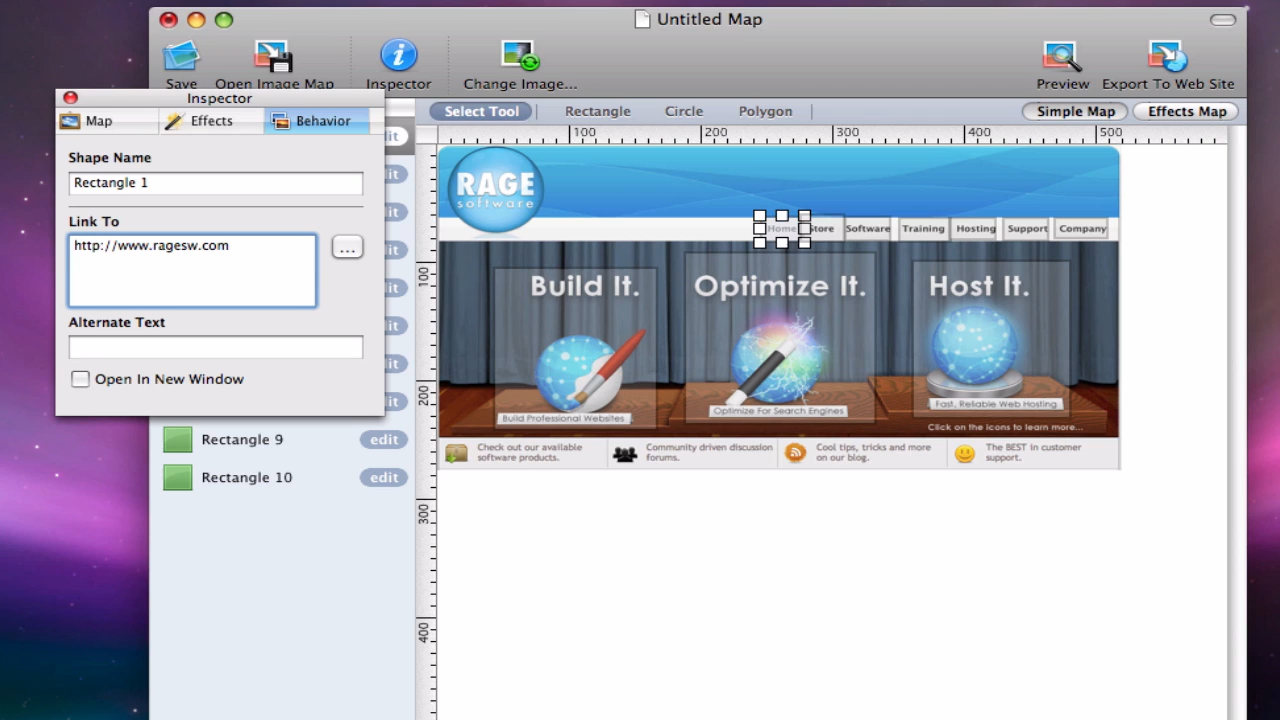 Untitled Map
Save
Open Image Map
Inspector
Change Image...
Preview
Export To Web Site
Inspector
Map
Effects
Behavior
Shape Name
Rectangle 1
Link To
http://www.ragesw.com
...
Alternate Text
Open In New Window
Rectangle 9
edit
Rectangle 10
edit
Select Tool
Rectangle
Circle
Polygon
Simple Map
Effects Map
100
200
300
400
500
100
200
300
400
RAGE
software
Home
Store
Software
Training
Hosting
Support
Company
Build It.
Optimize It.
Host It.
Build Professional Websites
Optimize For Search Engines
Fast, Reliable Web Hosting
Click on the icons to learn more...
Check out our available
software products.
Community driven discussion
forums.
Cool tips, tricks and more
on our blog.
The BEST in customer
support.